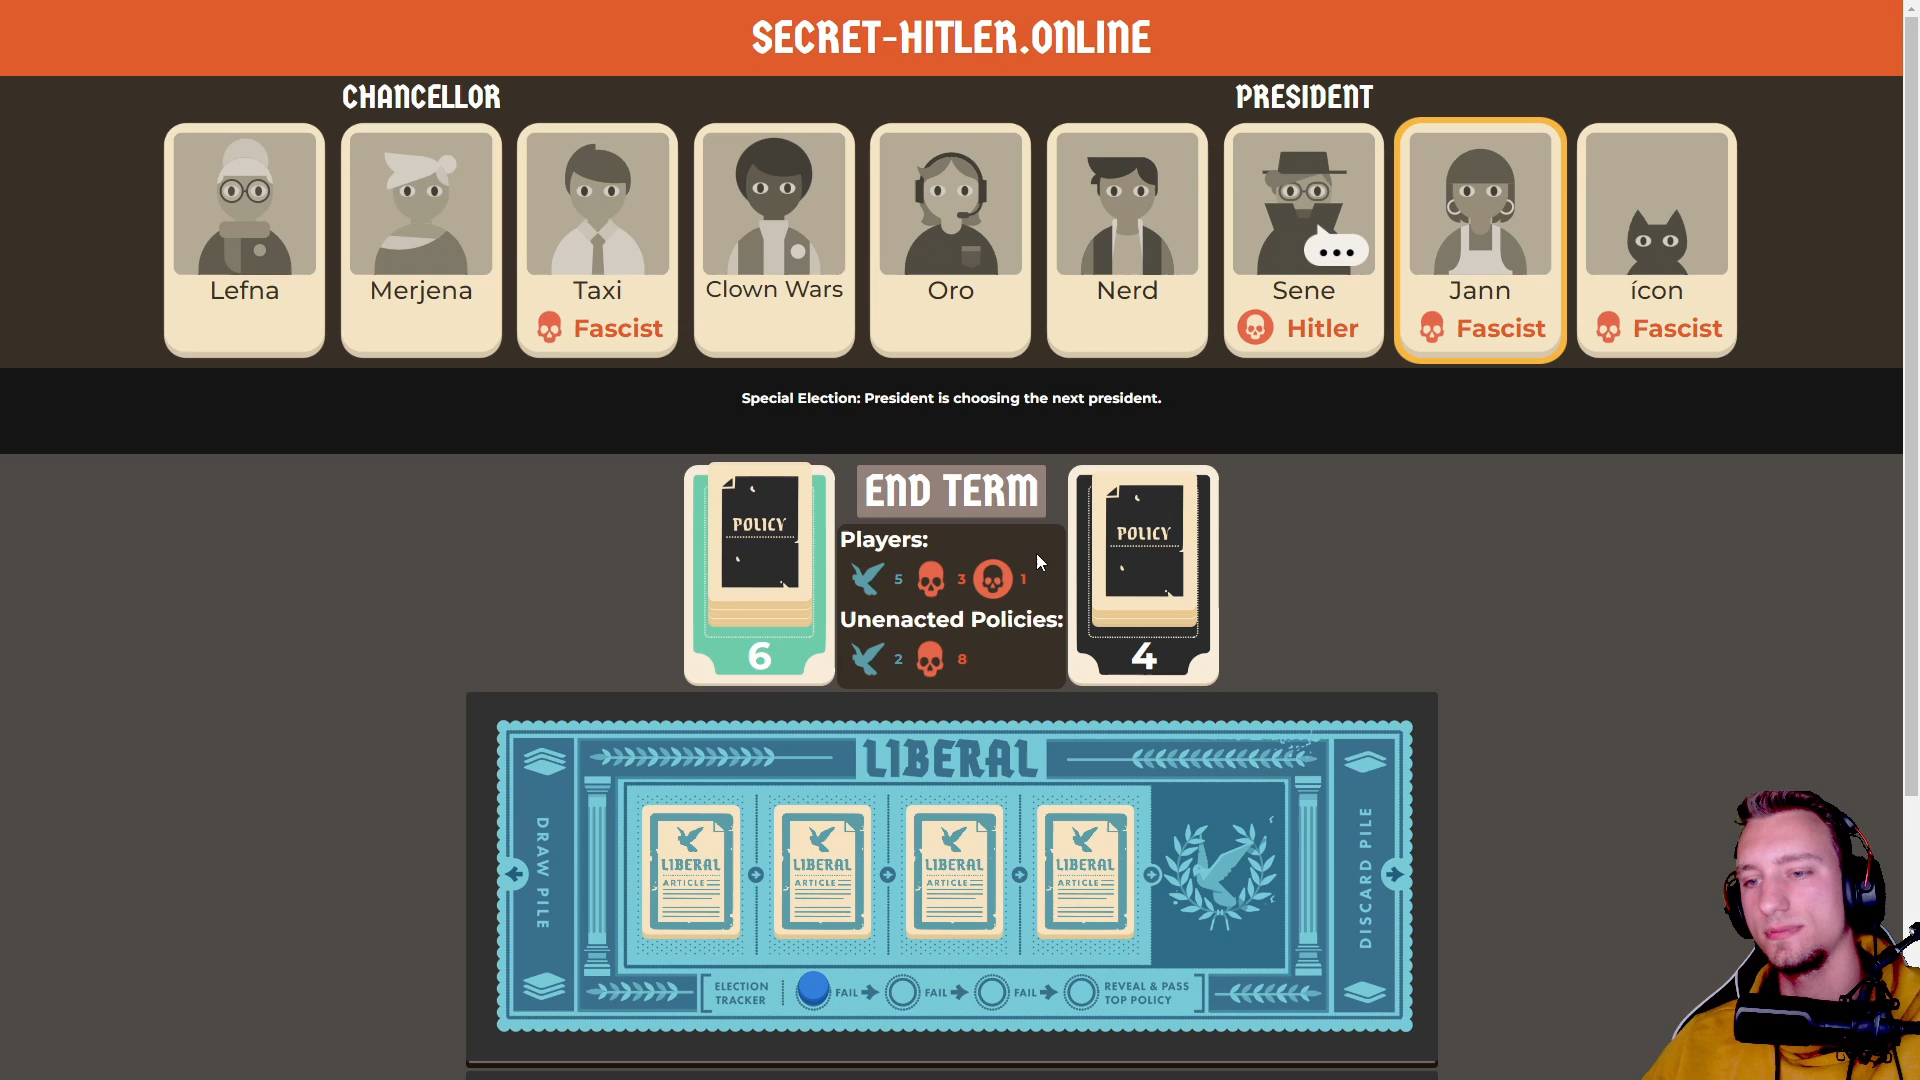 SECRET-HITLER.ONLINE
CHANCELLOR
PRESIDENT
Lefna
Merjena
Taxi
Clown Wars
Oro
Nerd
Sene
Jann
ícon
Fascist
Hitler
Fascist
Fascist
Special Election: President is choosing the next president.
END TERM
POLICY
POLICY
Players:
5 3 1
Unenacted Policies:
2 8
6
4
LIBERAL
DRAW PILE
LIBERAL
ARTICLE
LIBERAL
ARTICLE
LIBERAL
ARTICLE
LIBERAL
ARTICLE
DISCARD PILE
ELECTION
TRACKER
FAIL
FAIL
FAIL
REVEAL & PASS
TOP POLICY